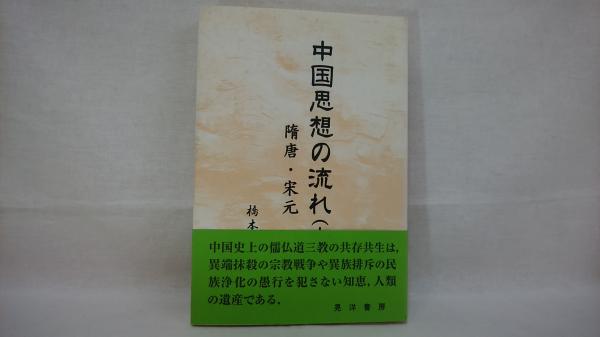 中国思想の流れ(
隋唐・宋元
橋本
中国史上の儒仏道三教の共存共生は,
異端抹殺の宗教戦争や異族排斥の民
族浄化の愚行を犯さない知恵,人類
の遺産である.
晃洋書房